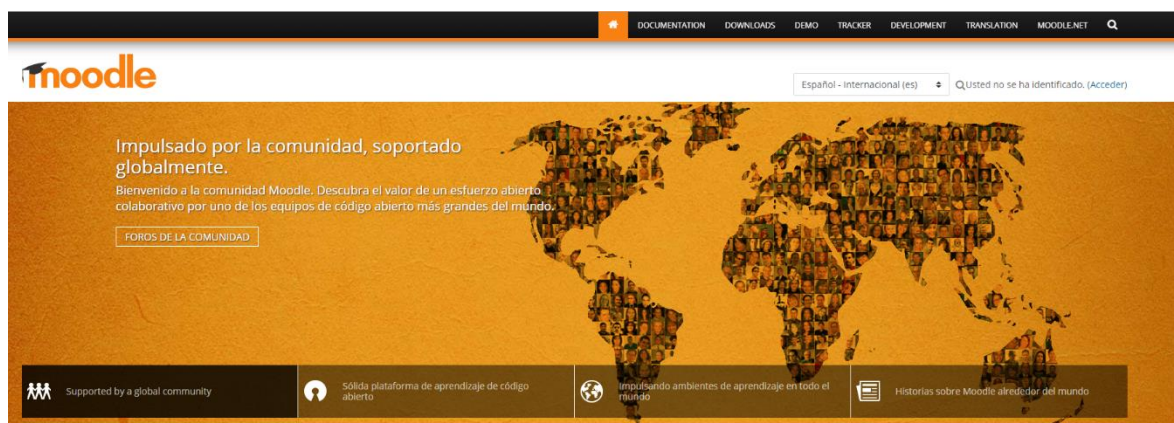 DOCUMENTATION DOWNLOADS DEMO TRACKER DEVELOPMENT TRANSLATION MOODLE.NET
moodle
Español - Internacional (es) Usted no se ha identificado. (Acceder)
Impulsado por la comunidad, soportado
globalmente.
Bienvenido a la comunidad Moodle. Descubra el valor de un esfuerzo abierto
colaborativo por uno de los equipos de código abierto más grandes del mundo.
FOROS DE LA COMUNIDAD
Supported by a global community
Sólida plataforma de aprendizaje de código
abierto
Impulsando ambientes de aprendizaje en todo el
mundo
Historias sobre Moodle alrededor del mundo